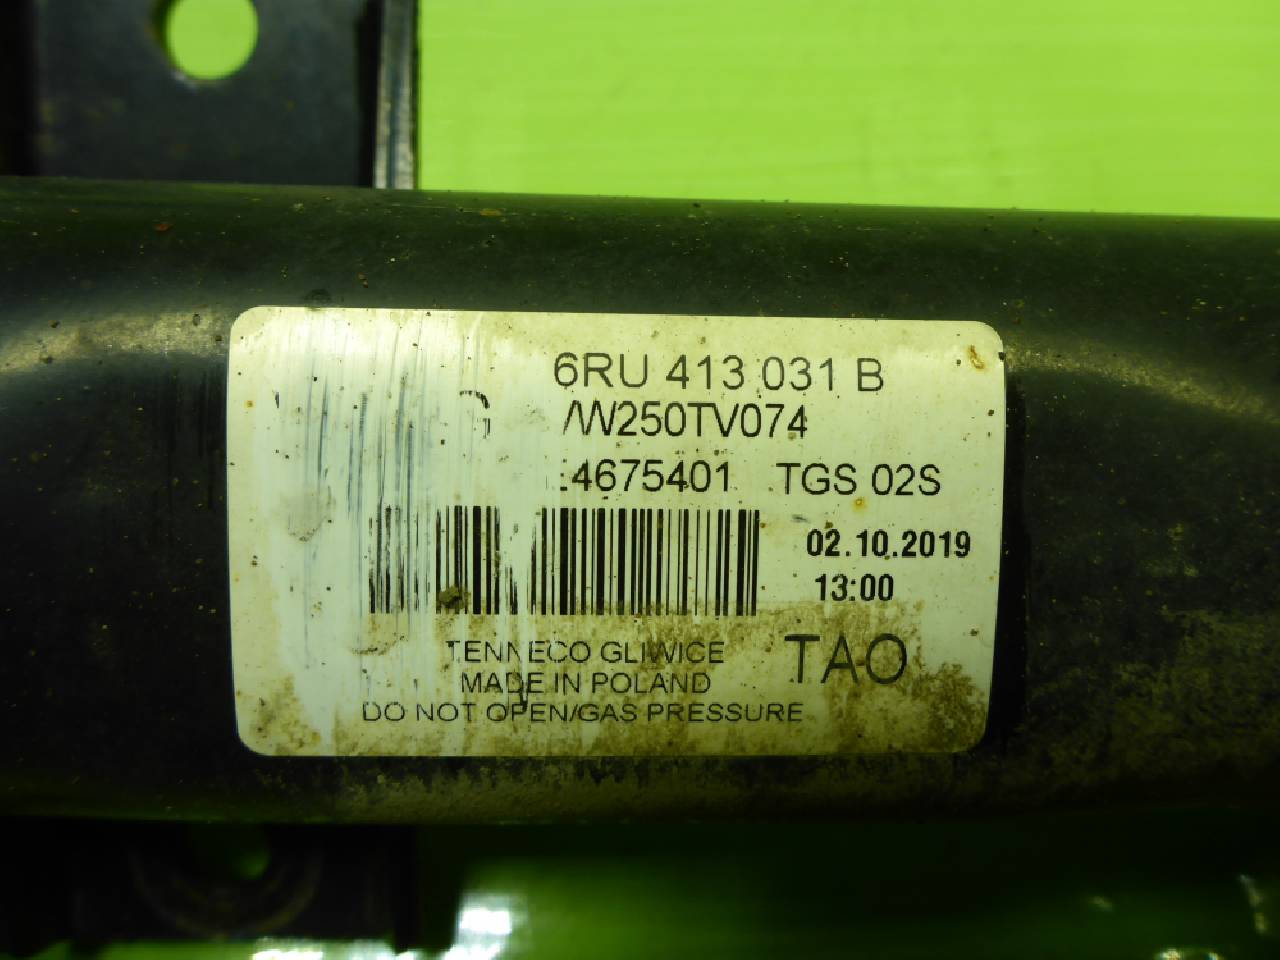 6RU 413 031 B
G VW250TV074
4675401 TGS 02S
02.10.2019
13:00
TENNECO GLIWICE TAO
MADE IN POLAND
DO NOT OPEN/GAS PRESSURE